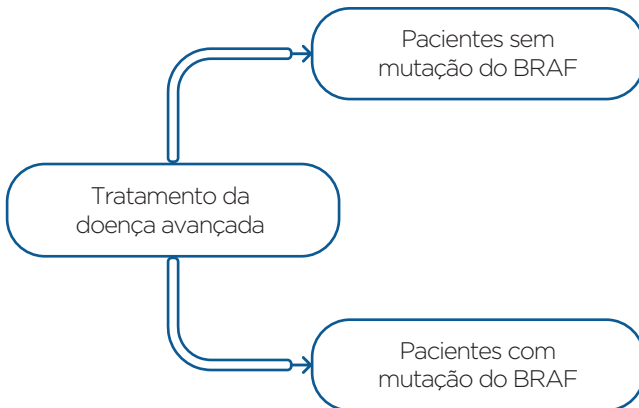 Pacientes sem
mutação do BRAF
Tratamento da
doença avançada
Pacientes com
mutação do BRAF